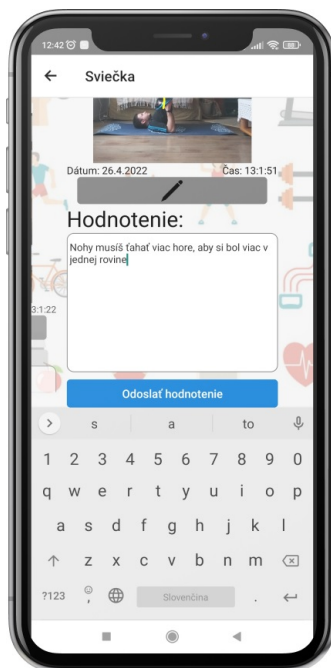 12:42
Sviečka
Dátum: 26.4.2022 Čas: 13:1:51
Hodnotenie:
Nohy musíš ťahať viac hore, aby si bol viac v
jednej rovine
3:1:22
Odoslať hodnotenie
s a to
1 2 3 4 5 6 7 8 9 0
q w e r t y u i o p
a s d f g h j k l
z x c v b n m
?123 , Slovenčina .